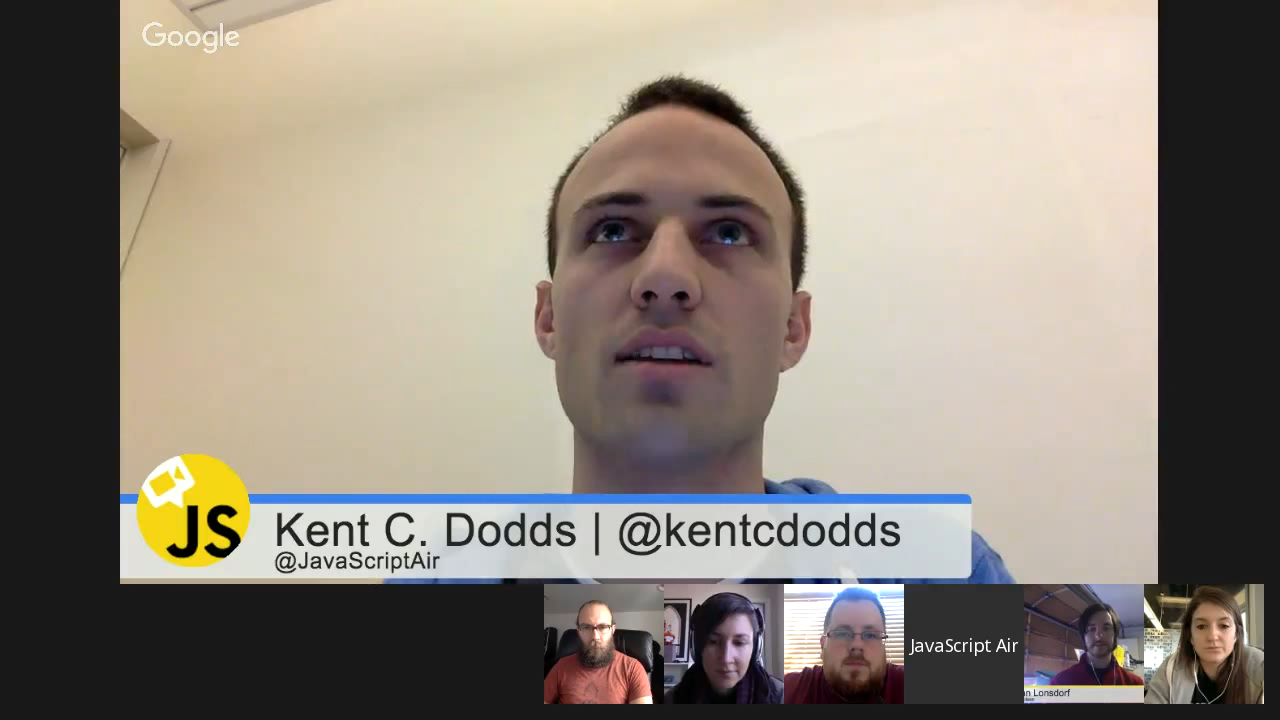 Google
JS
Kent C. Dodds | @kentcdodds
@JavaScriptAir
JavaScript Air
Lonsdorf